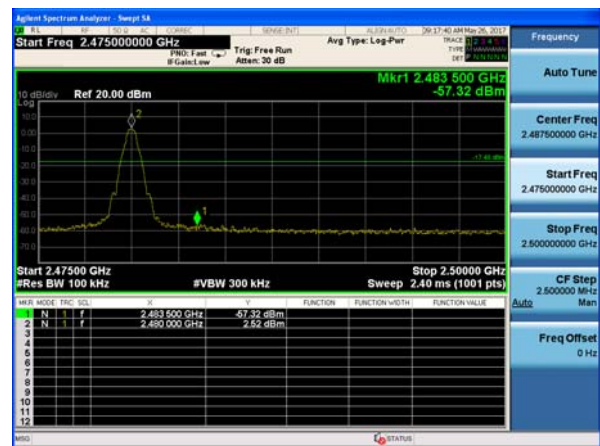 Agilent Spectrum Analyzer - Swept SA
RL RF 50 Ω AC CORREC SENSE:INT ALIGN AUTO 09:17:40 AM May 26, 2017
Start Freq 2.475000000 GHz
PNO: Fast
IFGain:Low
Trig: Free Run
Atten: 30 dB
Avg Type: Log-Pwr
TRACE
TYPE
DET P N N N N N
Frequency
Mkr1 2.483 500 GHz
-57.32 dBm
10 dB/div Ref 20.00 dBm
Log
10.0
0.00
-10.0
-20.0
-30.0
-40.0
-50.0
-60.0
-70.0
2
1
-17.48 dBm
Start 2.47500 GHz Stop 2.50000 GHz
#Res BW 100 kHz #VBW 300 kHz Sweep 2.40 ms (1001 pts)
MKR MODE TRC SCL X Y FUNCTION FUNCTION WIDTH FUNCTION VALUE
1 N 1 f 2.483 500 GHz -57.32 dBm
2 N 1 f 2.480 000 GHz 2.52 dBm
3
4
5
6
7
8
9
10
11
12
MSG STATUS
Auto Tune
Center Freq
2.487500000 GHz
Start Freq
2.475000000 GHz
Stop Freq
2.500000000 GHz
CF Step
2.500000 MHz
Auto Man
Freq Offset
0 Hz